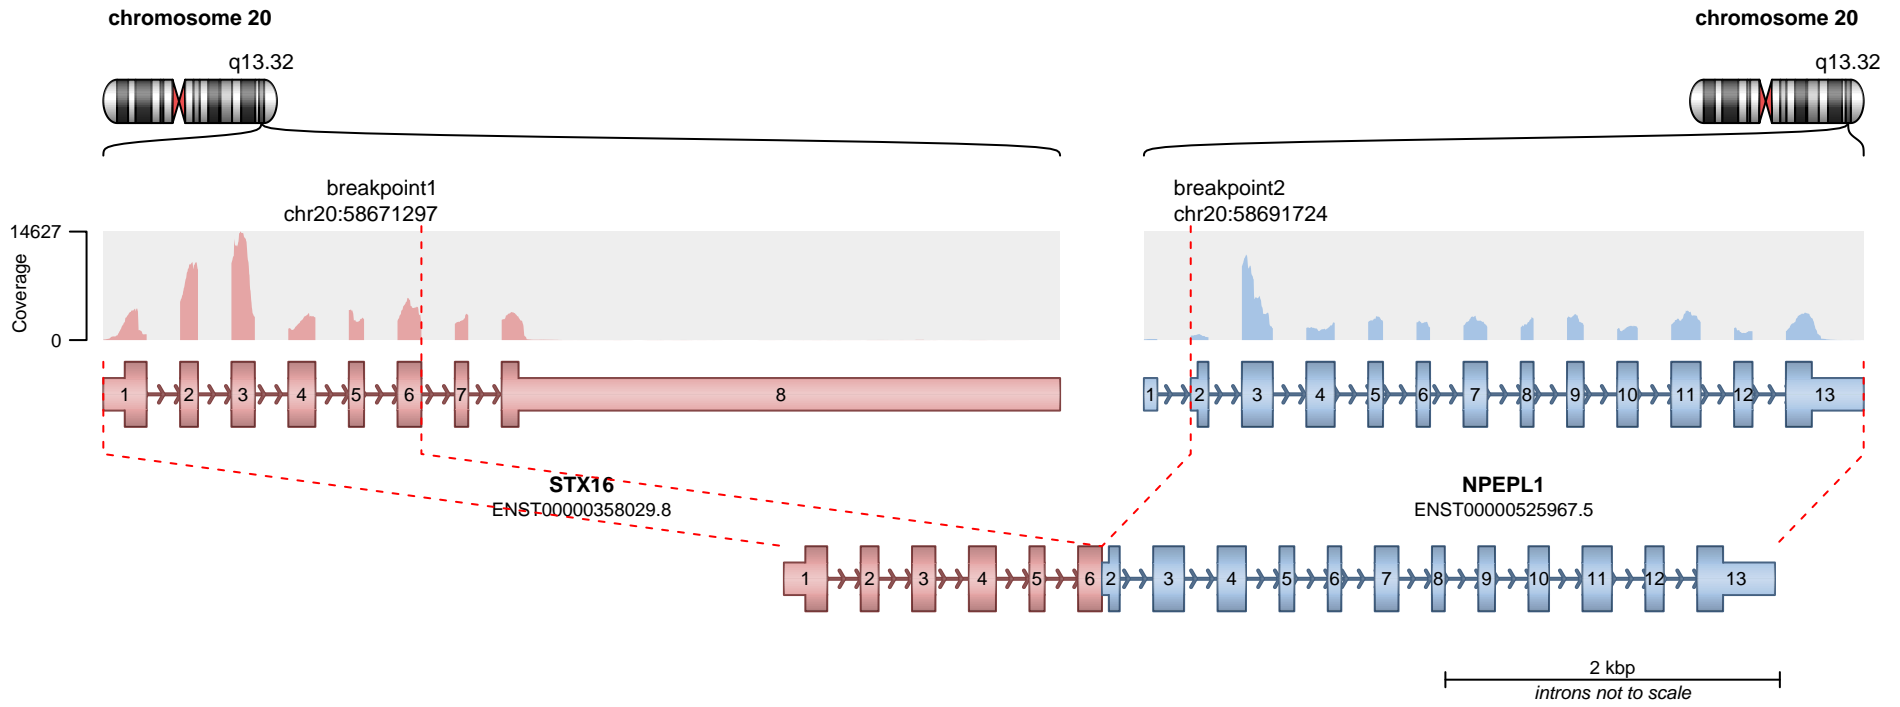 chromosome 20
chromosome 20
q13.32
q13.32
breakpoint1
chr20:58671297
breakpoint2
chr20:58691724
14627
Coverage
0
1 2 3 4 5 6 7 8
1 2 3 4 5 6 7 8 9 10 11 12 13
STX16
ENST00000358029.8
NPEPL1
ENST00000525967.5
1 2 3 4 5 6 2 3 4 5 6 7 8 9 10 11 12 13
2 kbp
introns not to scale